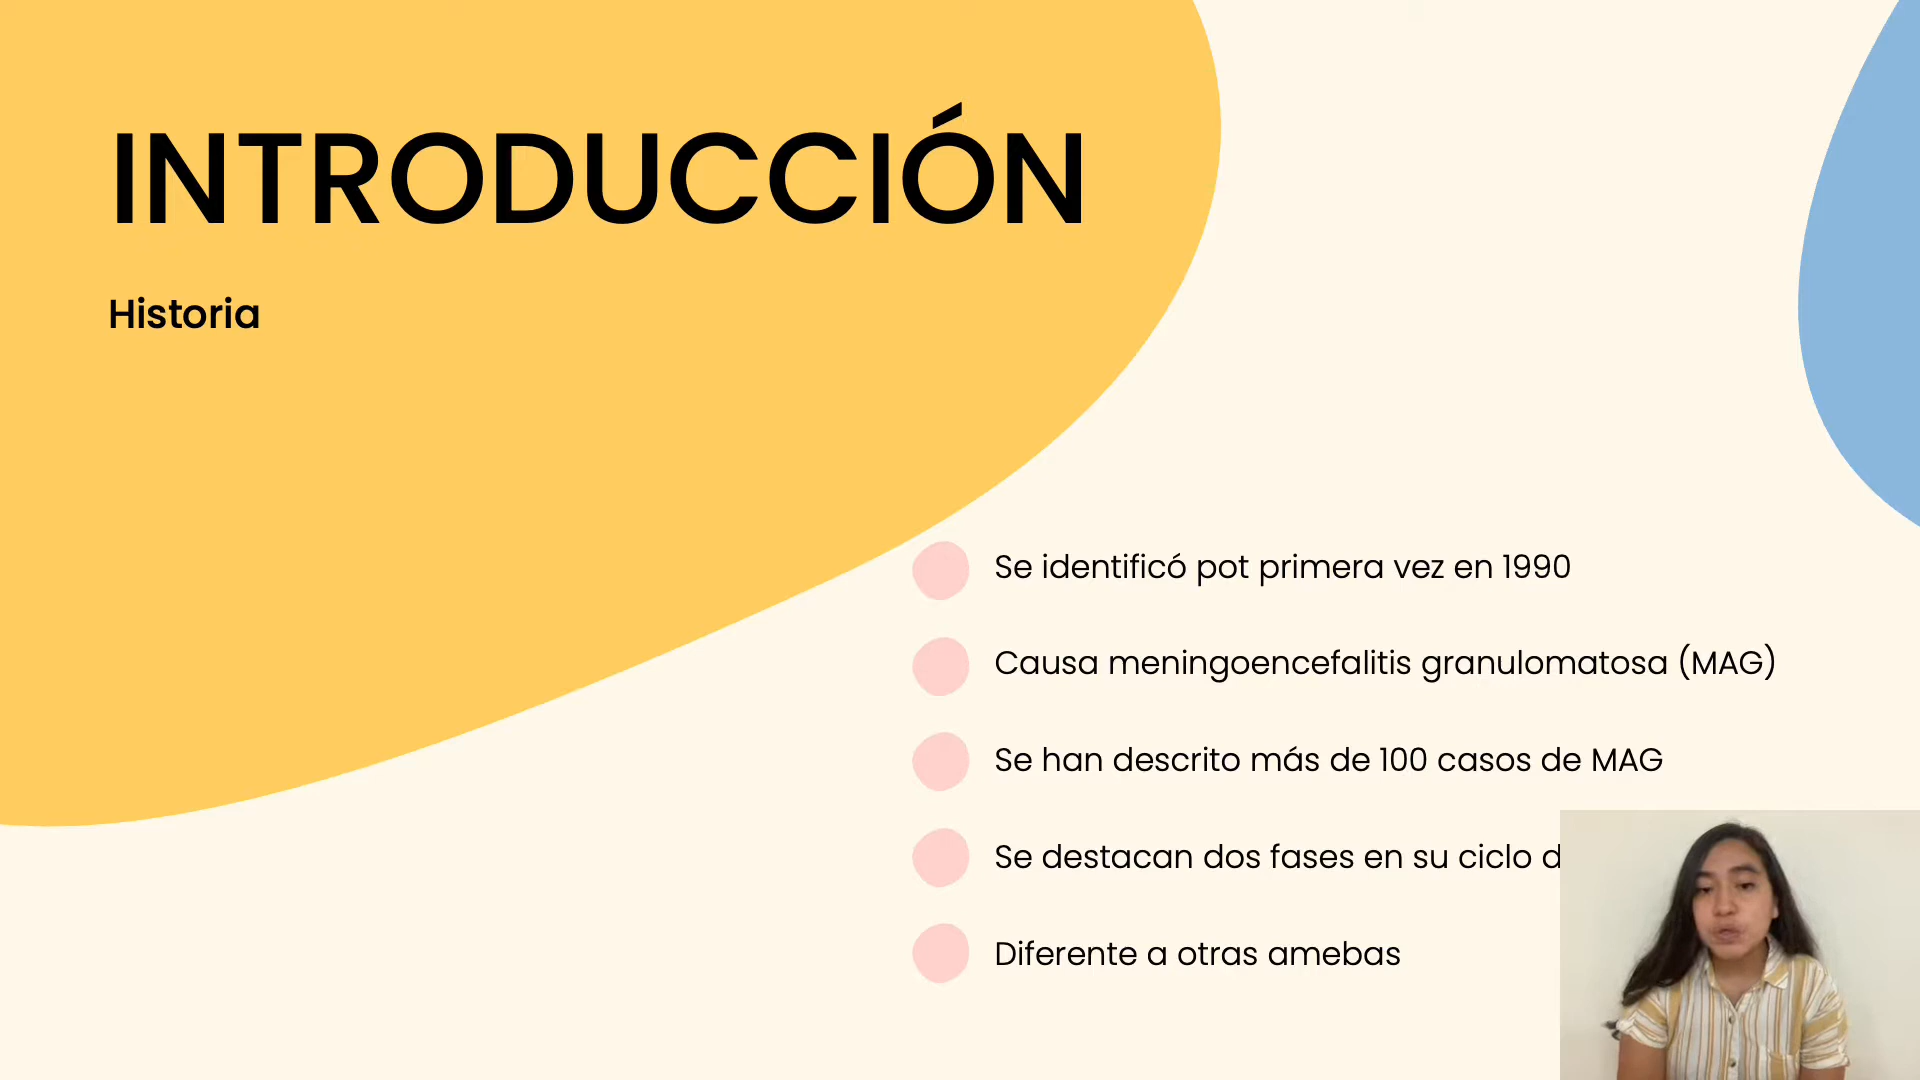 INTRODUCCIÓN
Historia
Se identificó pot primera vez en 1990
Causa meningoencefalitis granulomatosa (MAG)
Se han descrito más de 100 casos de MAG
Se destacan dos fases en su ciclo
Diferente a otras amebas